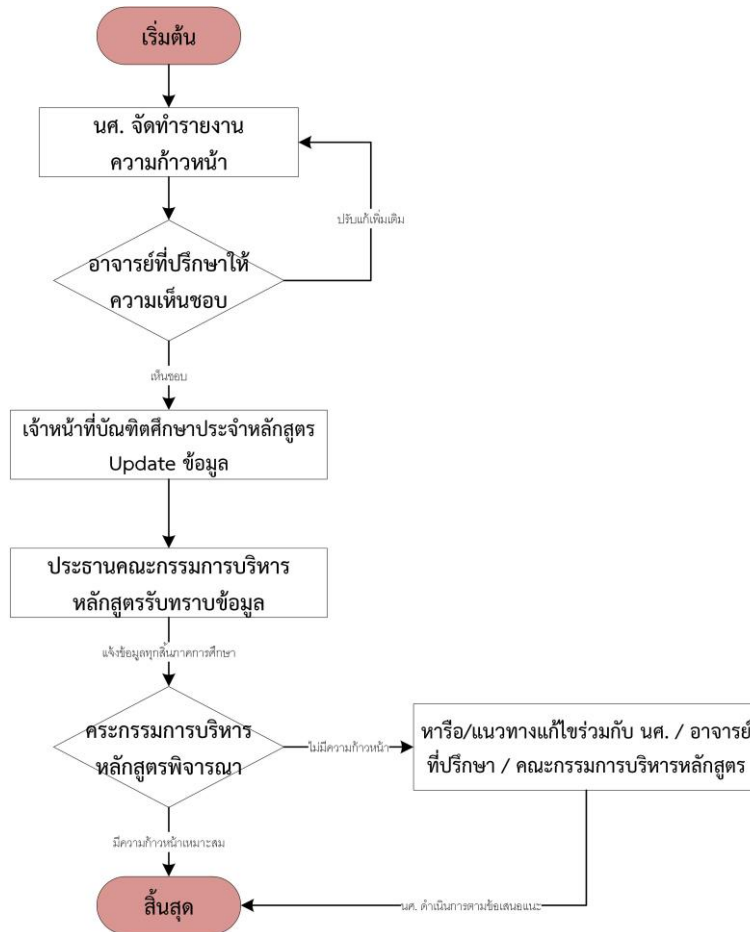 เริ่มต้น
นศ. จัดทำรายงาน
ความก้าวหน้า
ปรับแก้เพิ่มเติม
อาจารย์ที่ปรึกษาให้
ความเห็นชอบ
เห็นชอบ
เจ้าหน้าที่บัณฑิตศึกษาประจำหลักสูตร
Update ข้อมูล
ประธานคณะกรรมการบริหาร
หลักสูตรรับทราบข้อมูล
แจ้งข้อมูลทุกสิ้นภาคการศึกษา
คระกรรมการบริหาร
หลักสูตรพิจารณา
ไม่มีความก้าวหน้า
หารือ/แนวทางแก้ไขร่วมกับ นศ. / อาจารย์
ที่ปรึกษา / คณะกรรมการบริหารหลักสูตร
มีความก้าวหน้าเหมาะสม
สิ้นสุด
นศ. ดำเนินการตามข้อเสนอแนะ